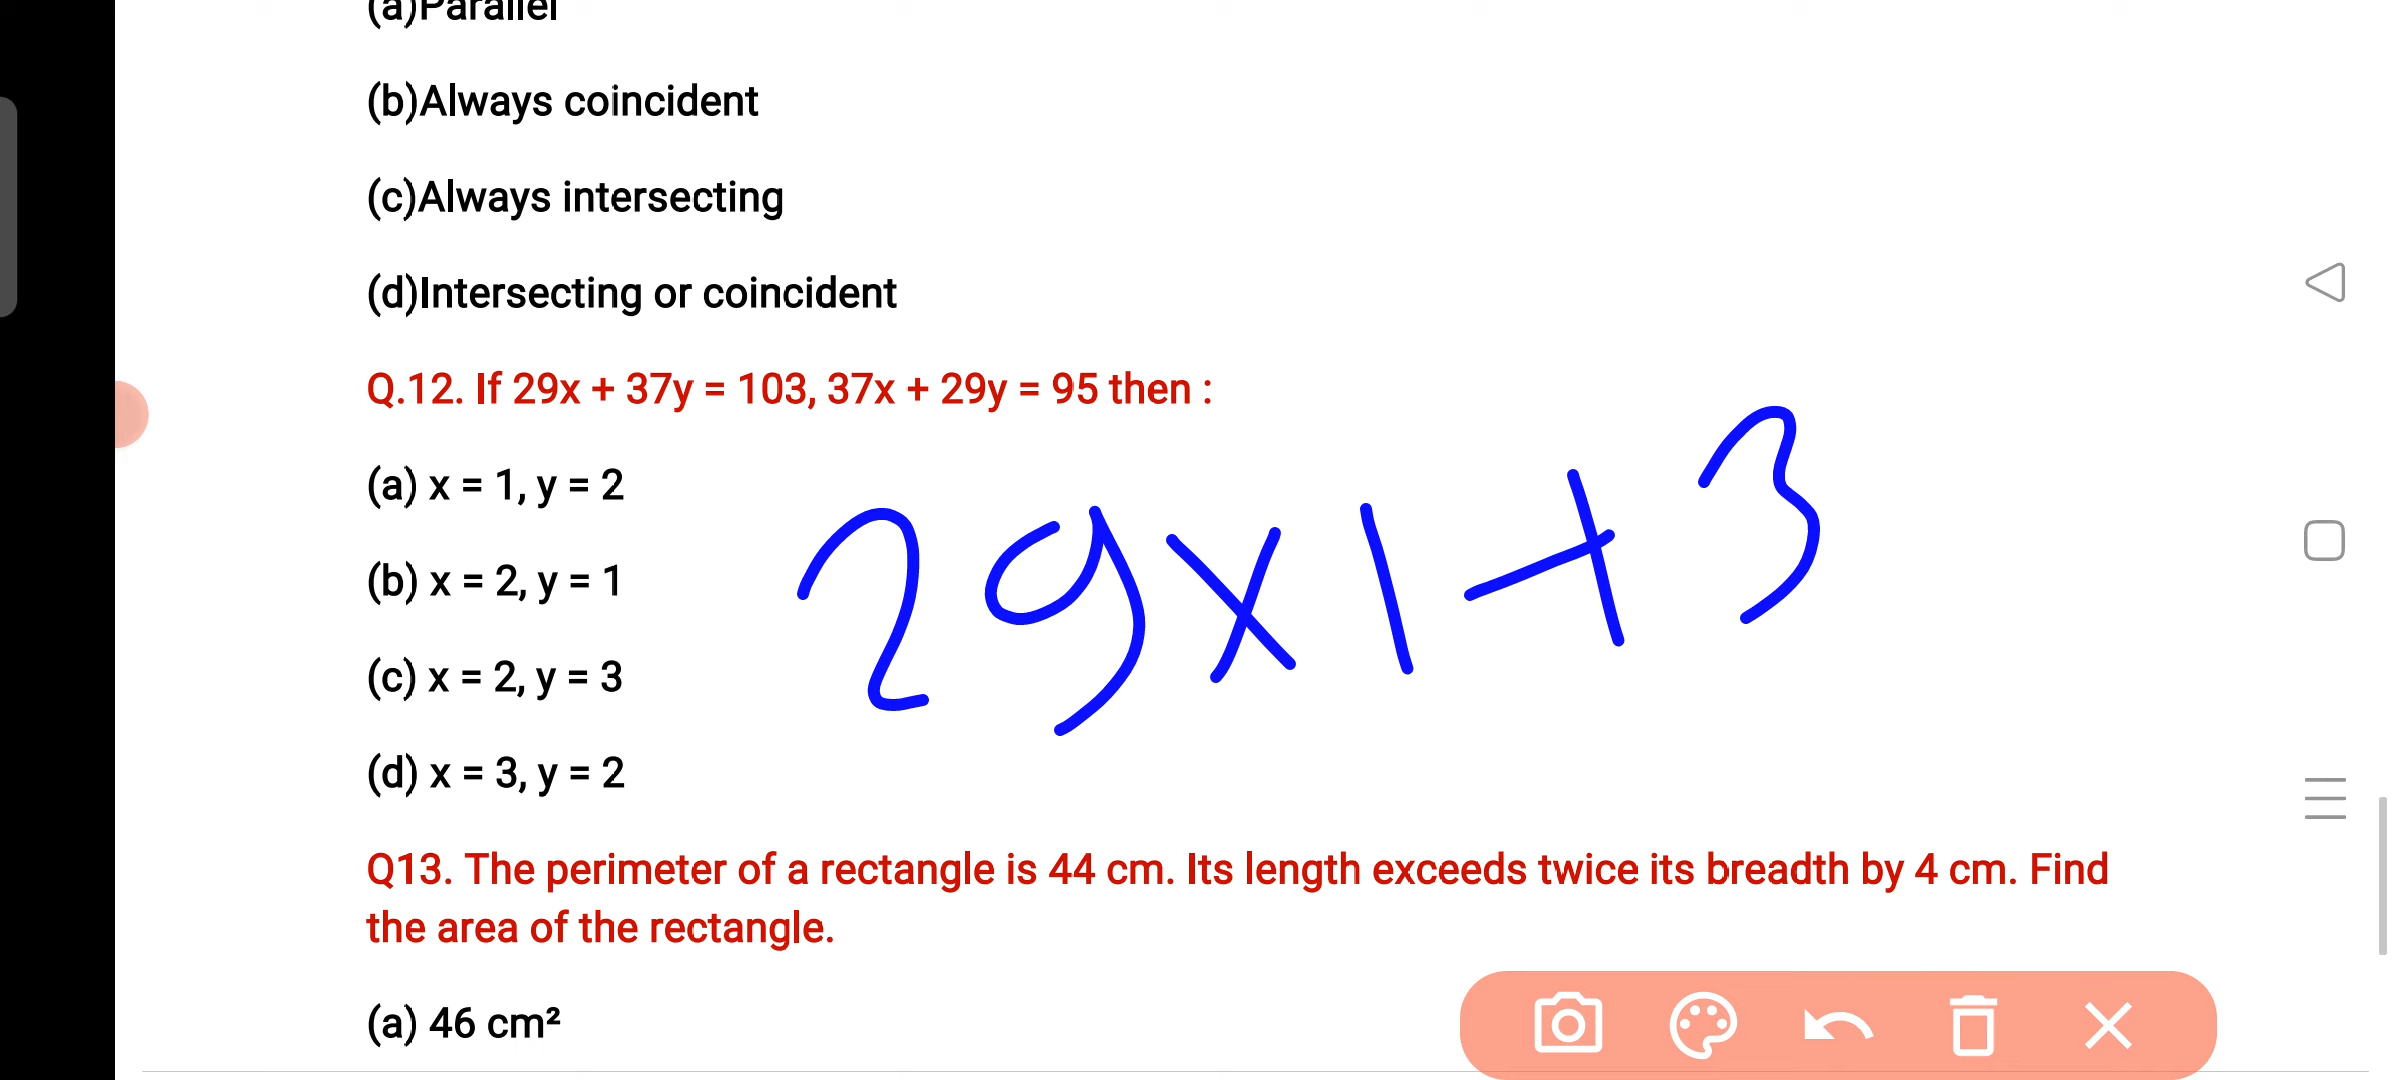 (a)Parallel
(b)Always coincident
(c)Always intersecting
(d)Intersecting or coincident
Q.12. If 29x + 37y = 103, 37x + 29y = 95 then :
(a) x = 1, y = 2
(b) x = 2, y = 1
(c) x = 2, y = 3
(d) x = 3, y = 2
29x1+3
Q13. The perimeter of a rectangle is 44 cm. Its length exceeds twice its breadth by 4 cm. Find
the area of the rectangle.
(a) 46 cm²